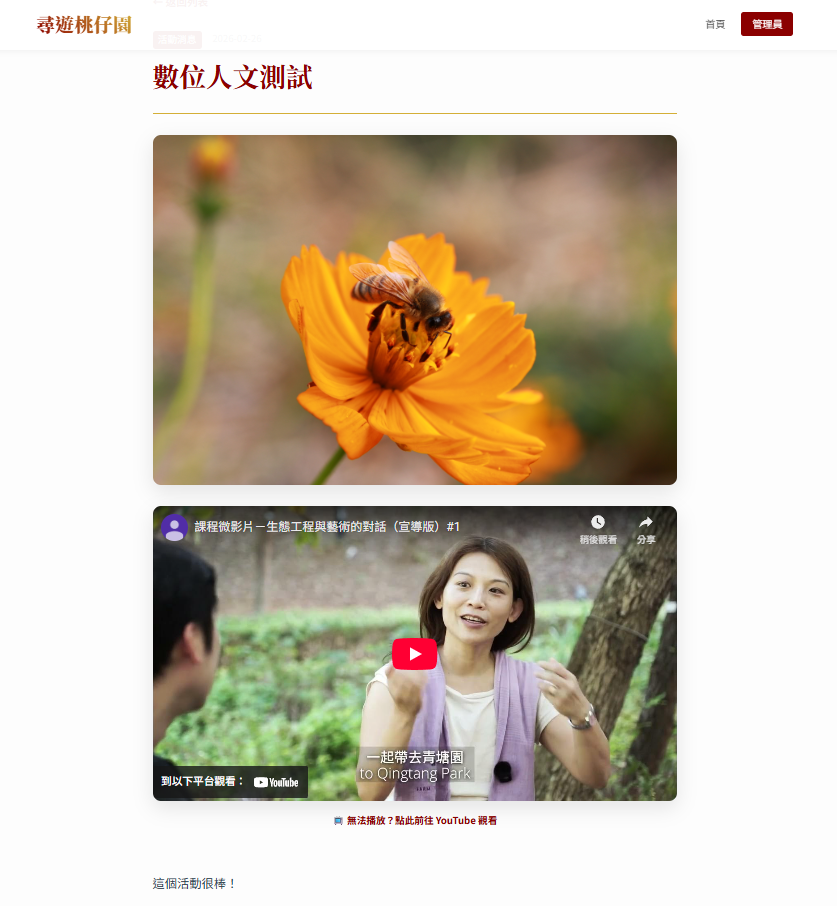 尋遊桃仔園
首頁
管理員
數位人文測試
課程微影片－生態工程與藝術的對話（宣導版）#1
稍後觀看
分享
一起帶去青塘園
to Qingtang Park
到以下平台觀看：
YouTube
無法播放？點此前往 YouTube 觀看
這個活動很棒！